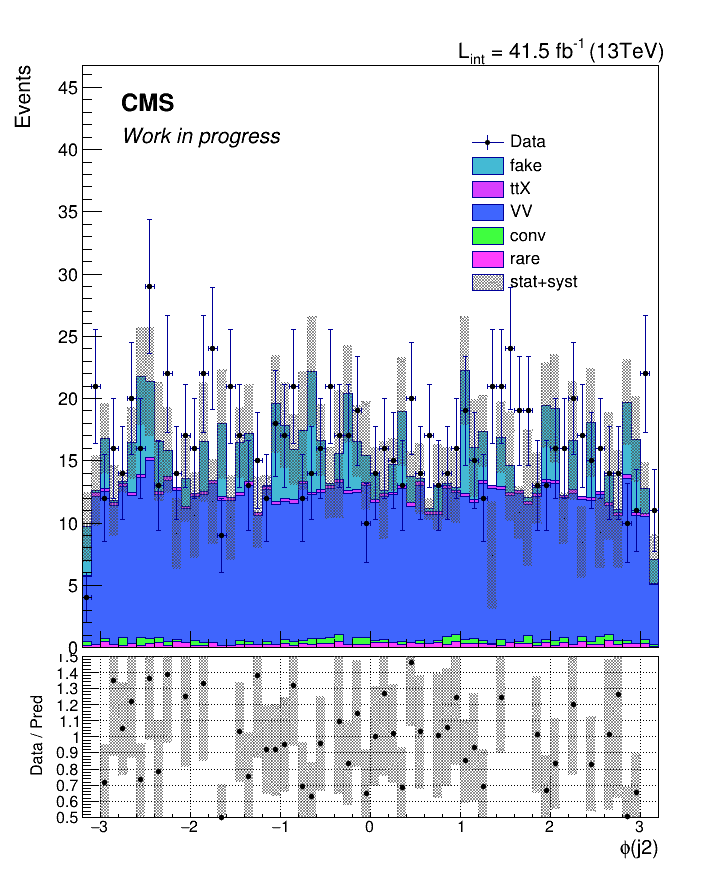 L_int = 41.5 fb^-1 (13TeV)
Events
45
40
35
30
25
20
15
10
5
0
CMS
Work in progress
Data
fake
ttX
VV
conv
rare
stat+syst
Data / Pred
1.5
1.4
1.3
1.2
1.1
1
0.9
0.8
0.7
0.6
0.5
−3 −2 −1 0 1 2 3
ϕ(j2)